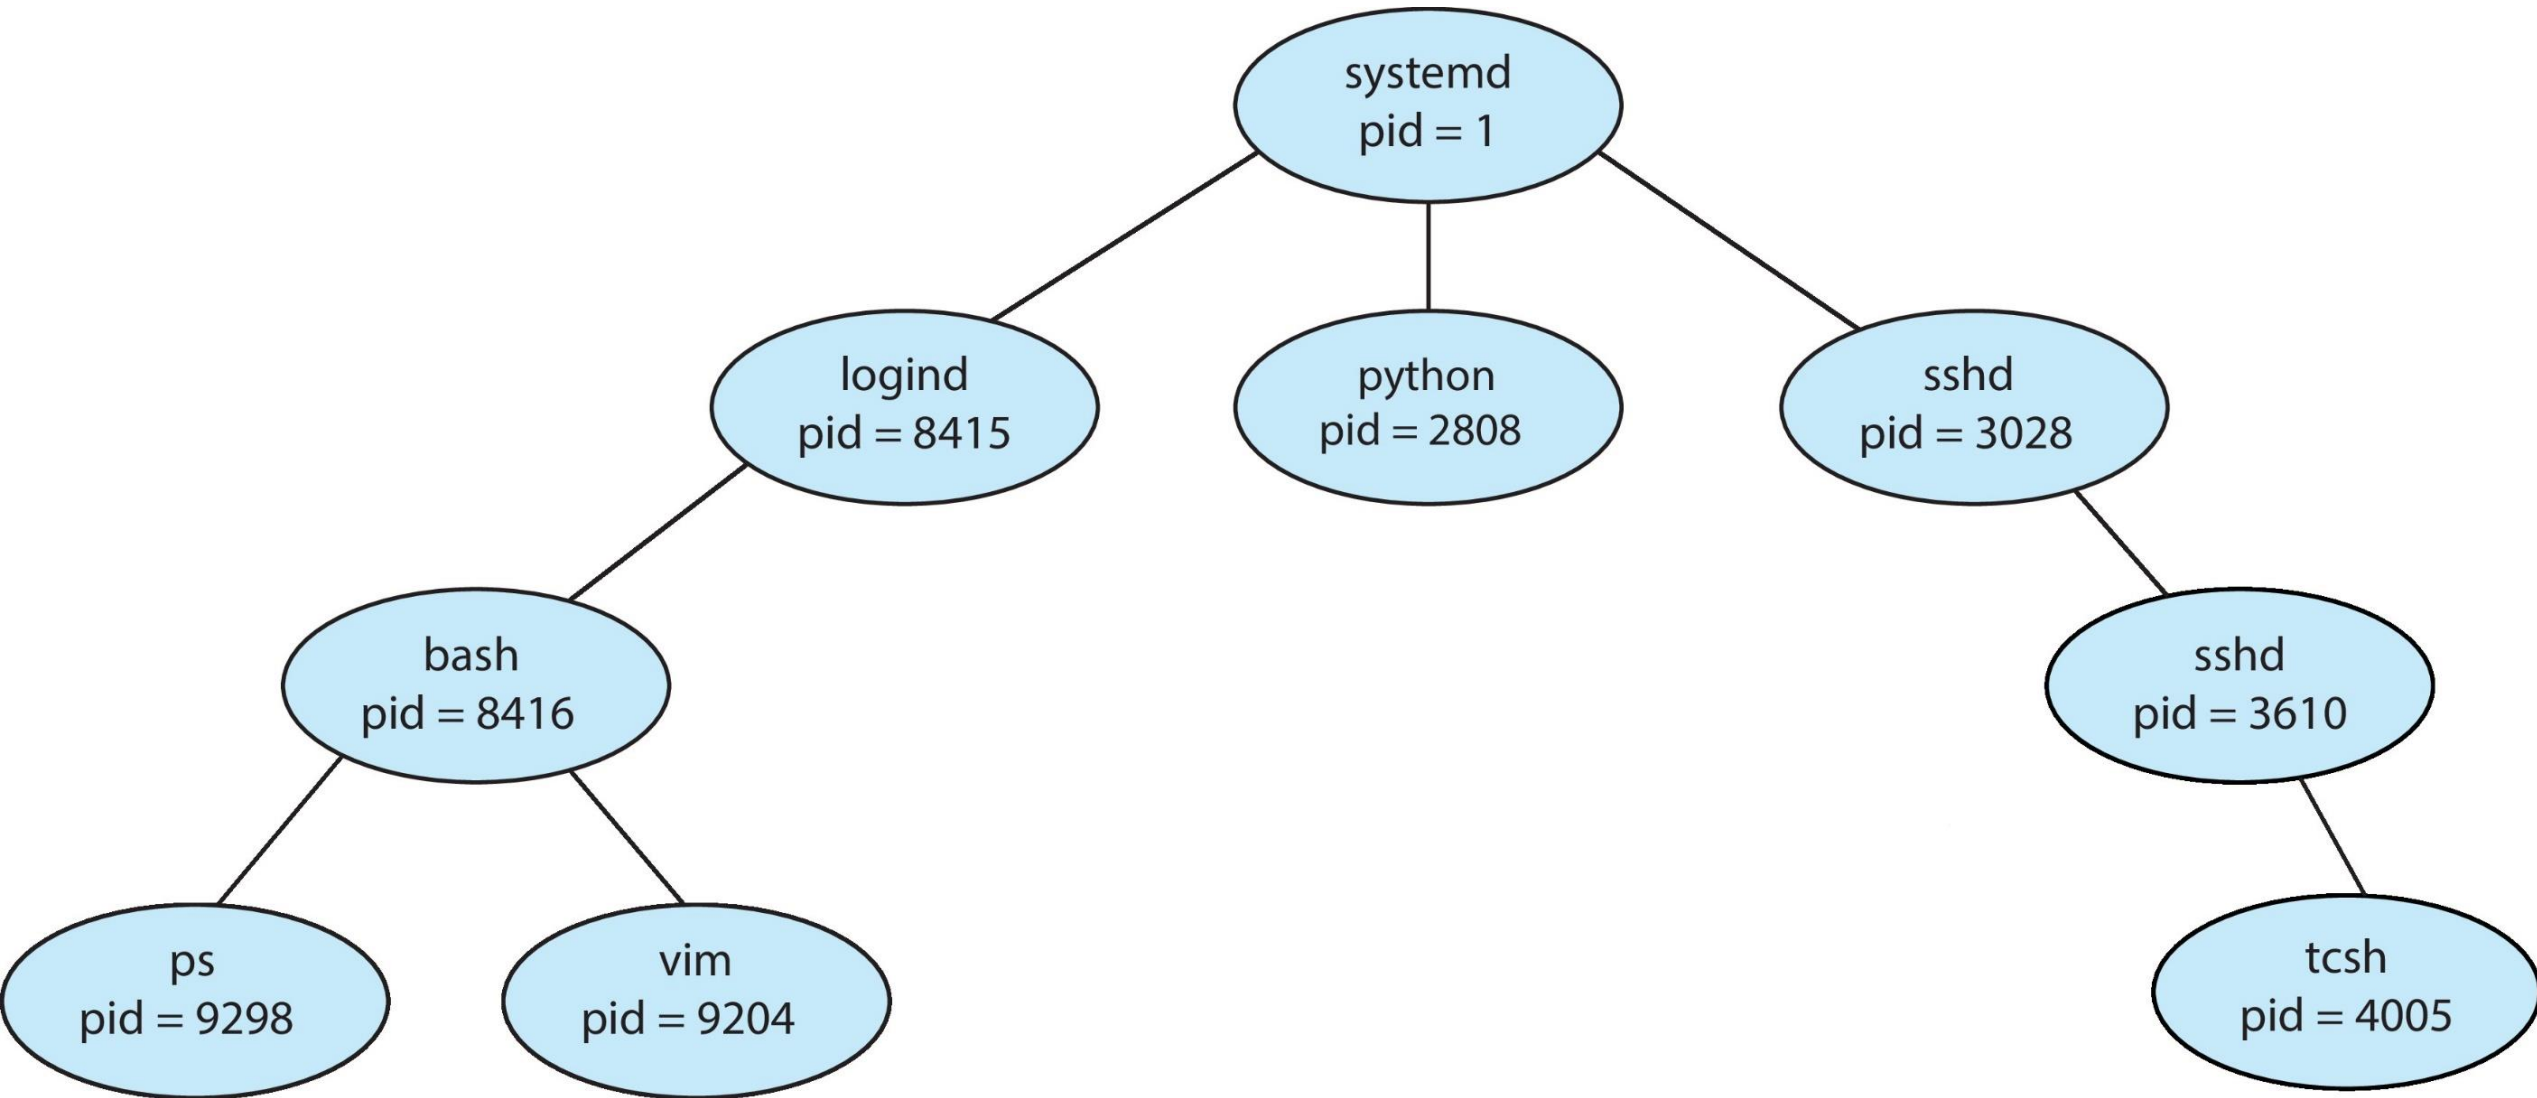 systemd
pid = 1
logind
pid = 8415
python
pid = 2808
sshd
pid = 3028
bash
pid = 8416
sshd
pid = 3610
ps
pid = 9298
vim
pid = 9204
tcsh
pid = 4005